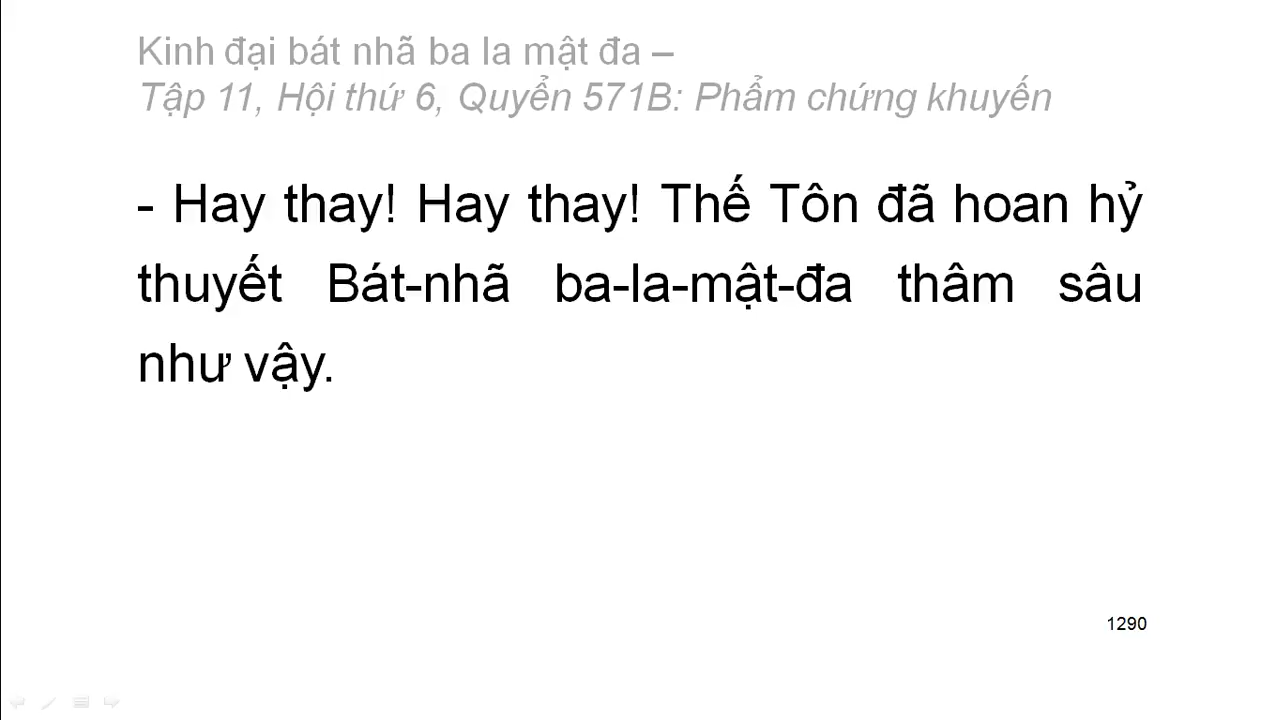 Kinh đại bát nhã ba la mật đa –
Tập 11, Hội thứ 6, Quyển 571B: Phẩm chứng khuyến
- Hay thay! Hay thay! Thế Tôn đã hoan hỷ
thuyết Bát-nhã ba-la-mật-đa thâm sâu
như vậy.
1290